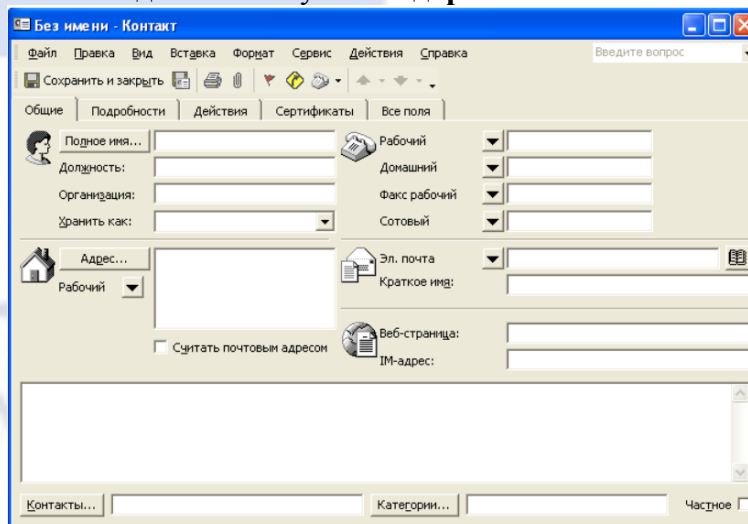 Без имени - Контакт
Файл Правка Вид Вставка Формат Сервис Действия Справка Введите вопрос
Сохранить и закрыть
Общие Подробности Действия Сертификаты Все поля
Полное имя... Рабочий
Должность: Домашний
Организация: Факс рабочий
Хранить как: Сотовый
Адрес... Эл. почта
Рабочий Краткое имя:
Считать почтовым адресом Веб-страница:
IM-адрес:
Контакты... Категории... Частное